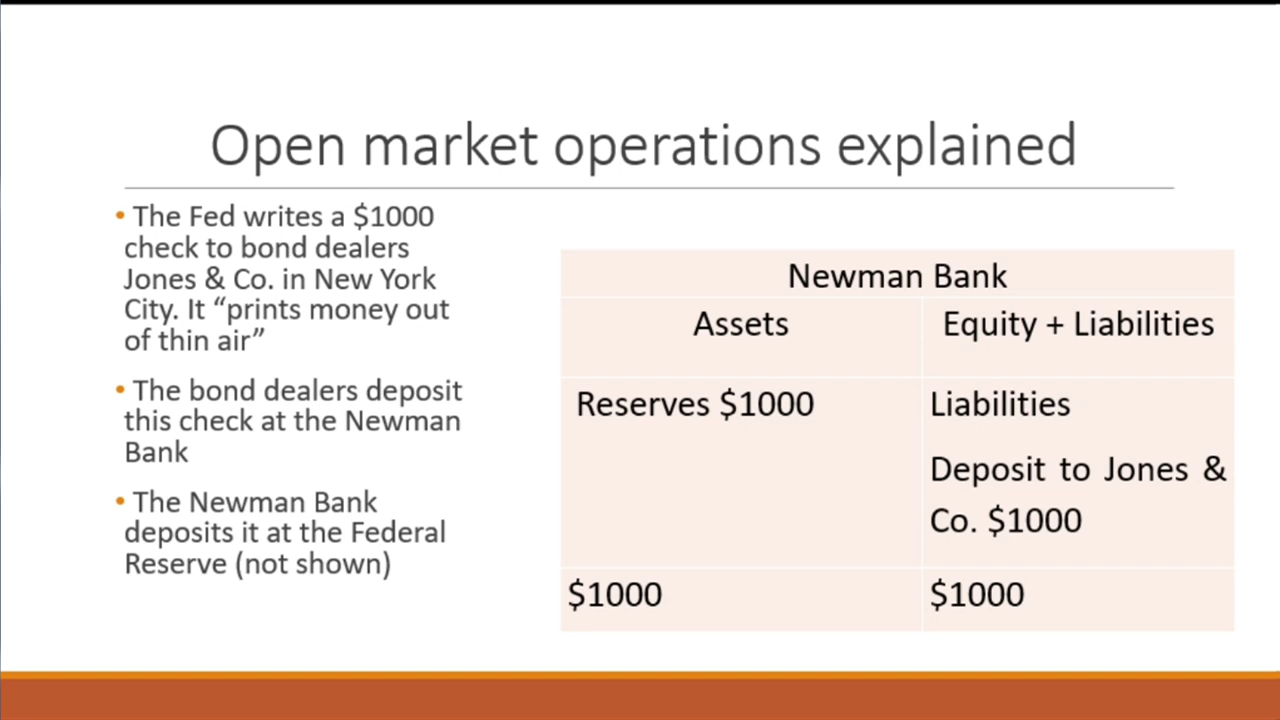 Open market operations explained
• The Fed writes a $1000
check to bond dealers
Jones & Co. in New York
City. It “prints money out
of thin air”
• The bond dealers deposit
this check at the Newman
Bank
• The Newman Bank
deposits it at the Federal
Reserve (not shown)
Newman Bank
Assets
Equity + Liabilities
Reserves $1000
Liabilities
Deposit to Jones &
Co. $1000
$1000
$1000